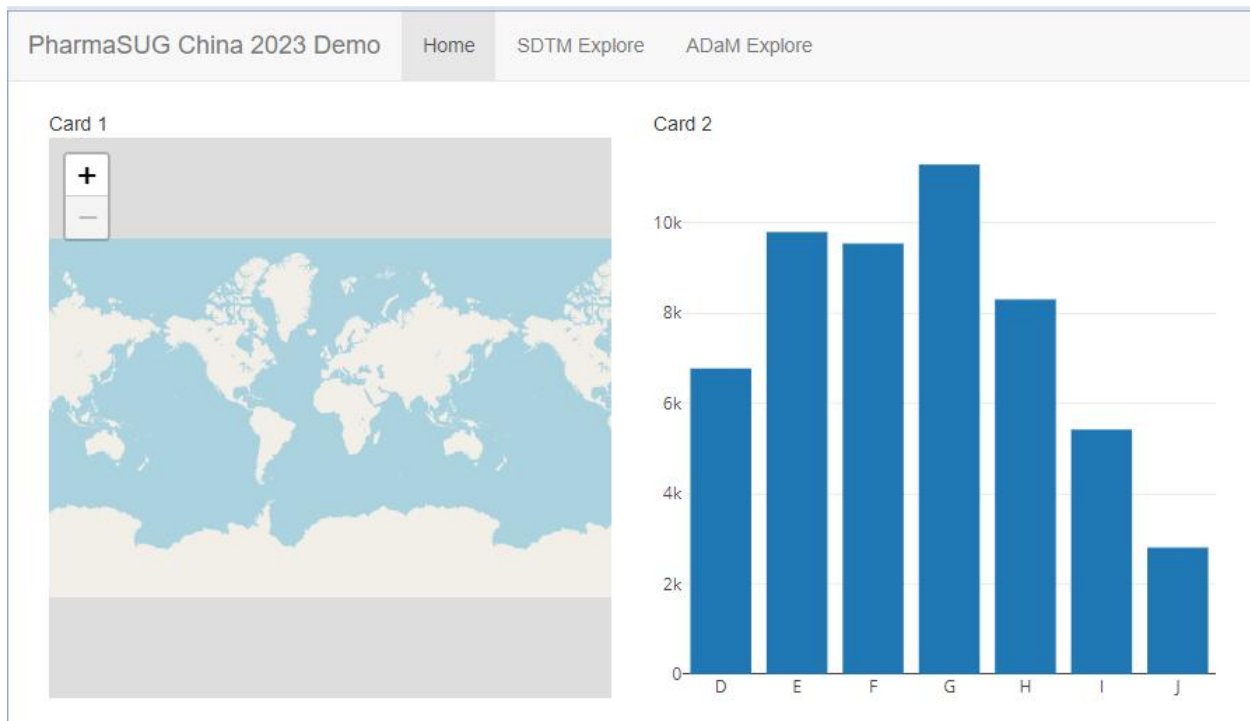 PharmaSUG China 2023 Demo Home SDTM Explore ADaM Explore
Card 1
+
−
Card 2
10k
8k
6k
4k
2k
0
D E F G H I J